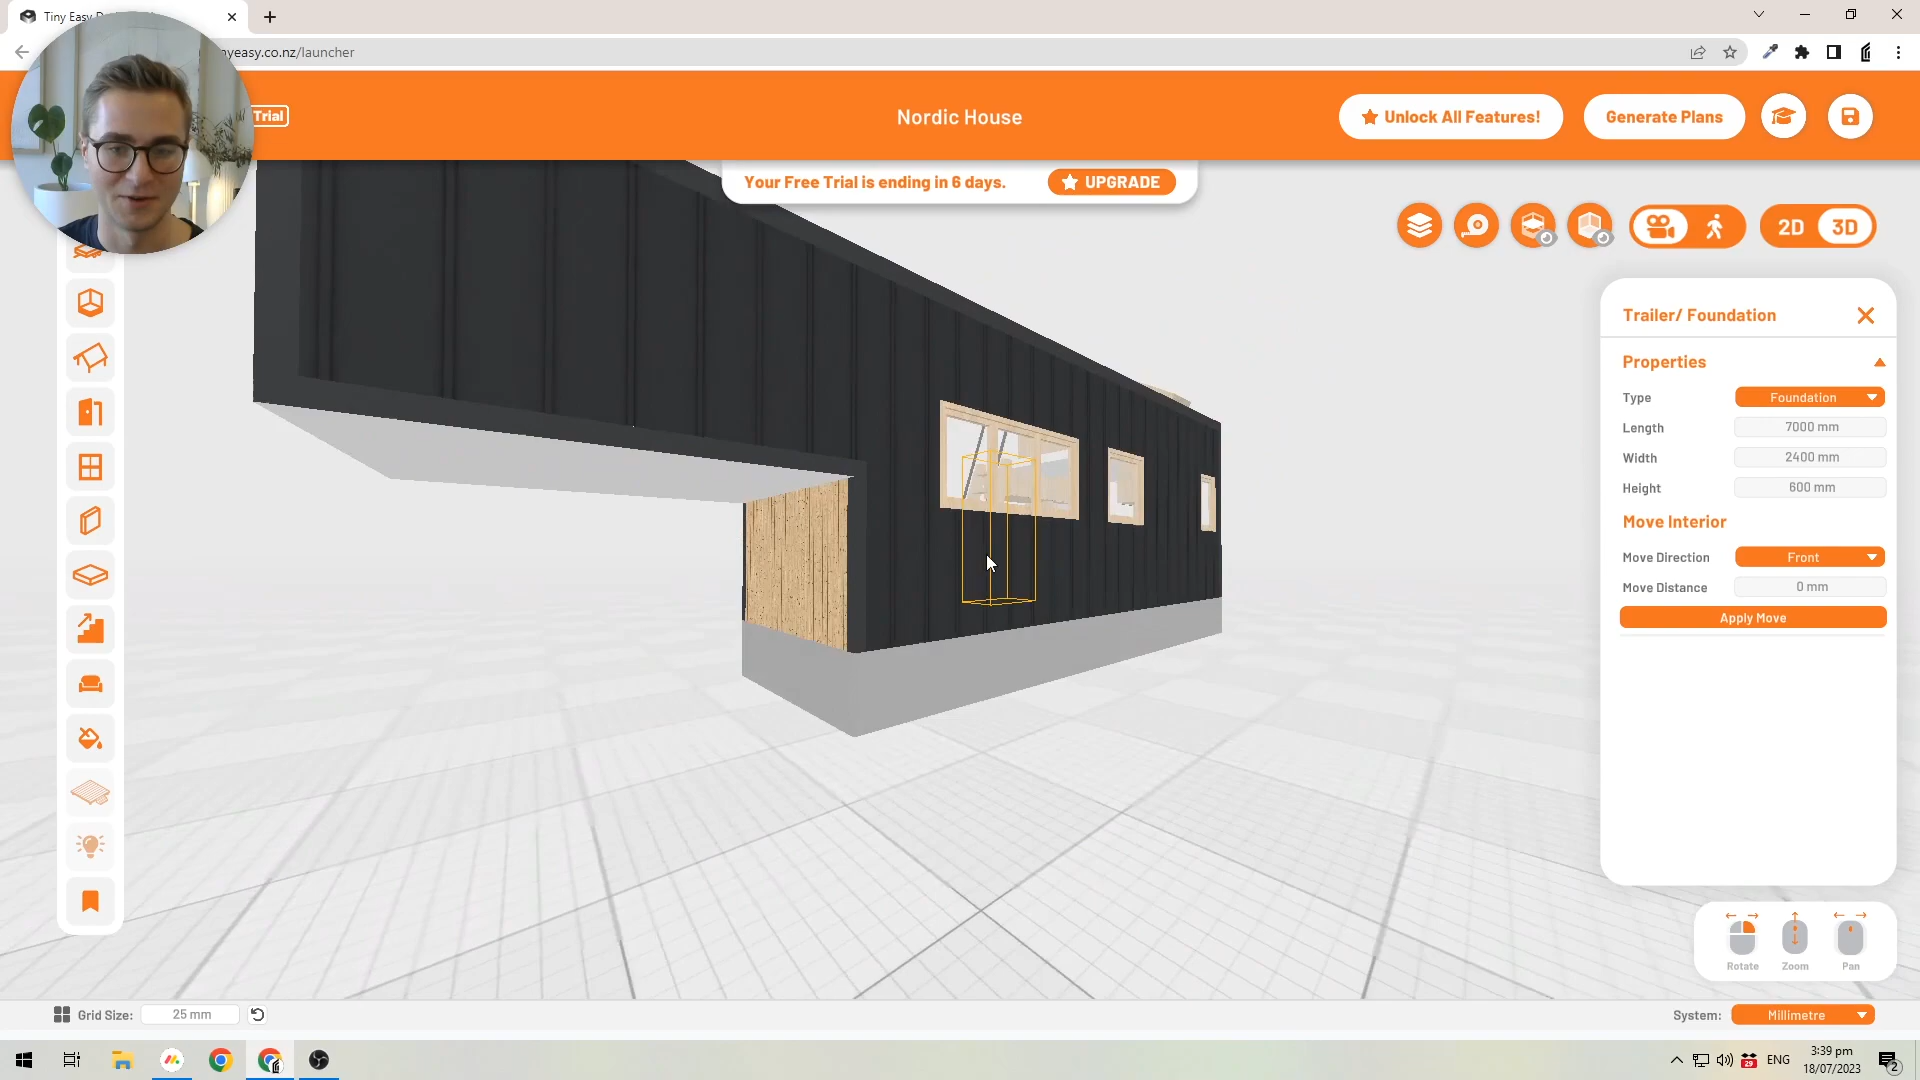 Tiny Easy
yeasy.co.nz/launcher
Trial
Nordic House
Unlock All Features!
Generate Plans
Your Free Trial is ending in 6 days.
UPGRADE
2D
3D
Trailer/ Foundation
Properties
Type
Foundation
Length
7000 mm
Width
2400 mm
Height
600 mm
Move Interior
Move Direction
Front
Move Distance
0 mm
Apply Move
Rotate
Zoom
Pan
Grid Size:
25 mm
System:
Millimetre
29
ENG
3:39 pm
18/07/2023
2